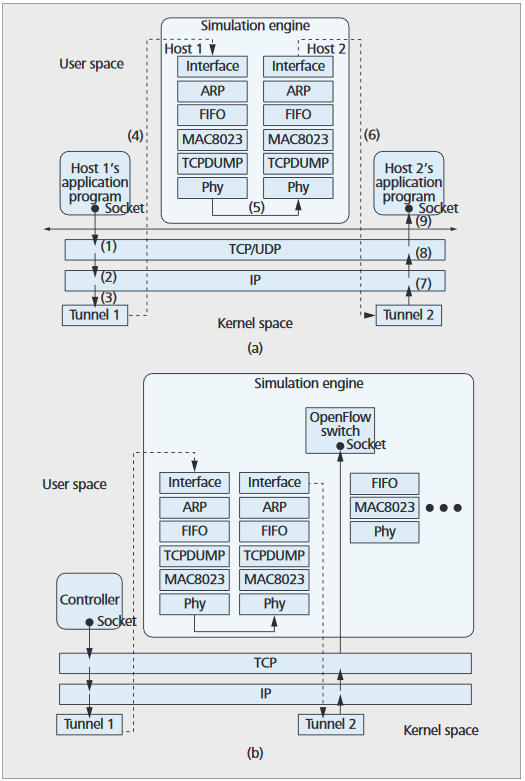 Simulation engine
Host 1
Host 2
User space
Interface
Interface
ARP
ARP
FIFO
FIFO
(4)
MAC8023
MAC8023
(6)
TCPDUMP
TCPDUMP
Host 1's
application
program
Socket
Phy
Phy
(5)
Host 2's
application
program
Socket
(9)
(1)
TCP/UDP
(8)
(2)
IP
(7)
(3)
Tunnel 1
Kernel space
Tunnel 2
(a)
Simulation engine
OpenFlow
switch
Socket
User space
Interface
Interface
FIFO
ARP
ARP
MAC8023
FIFO
FIFO
Phy
TCPDUMP
TCPDUMP
MAC8023
MAC8023
Controller
Socket
Phy
Phy
TCP
IP
Tunnel 1
Tunnel 2
Kernel space
(b)